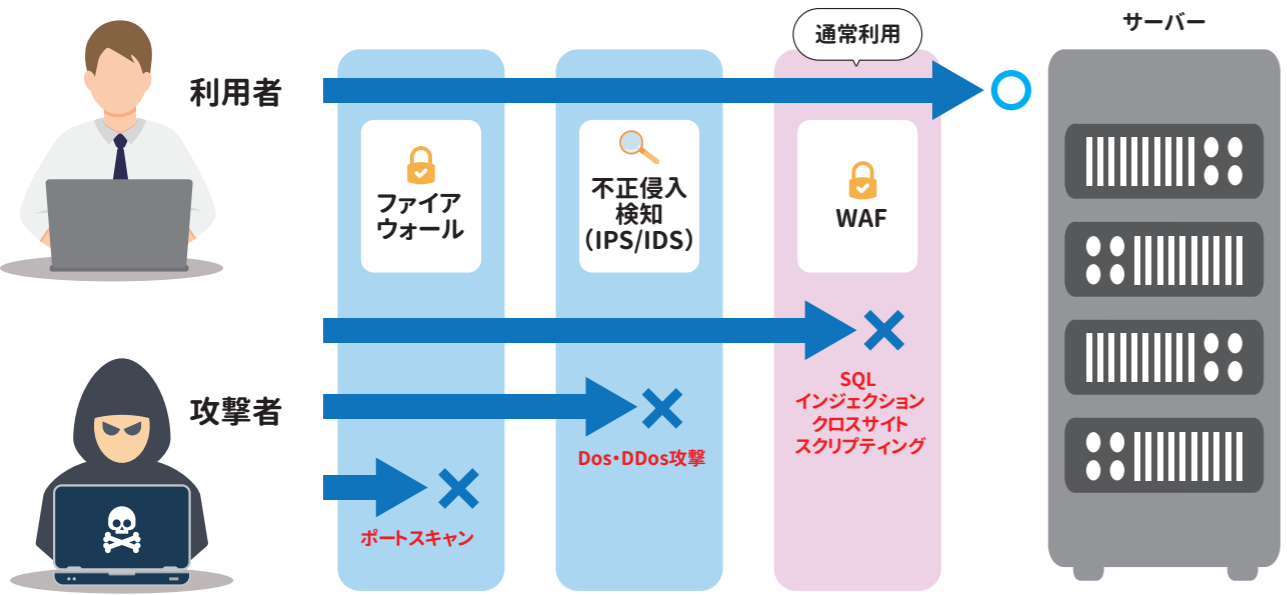 サーバー
通常利用
利用者
ファイア
ウォール
不正侵入
検知
（IPS/IDS）
WAF
攻撃者
SQL
インジェクション
クロスサイト
スクリプティング
Dos・DDos攻撃
ポートスキャン